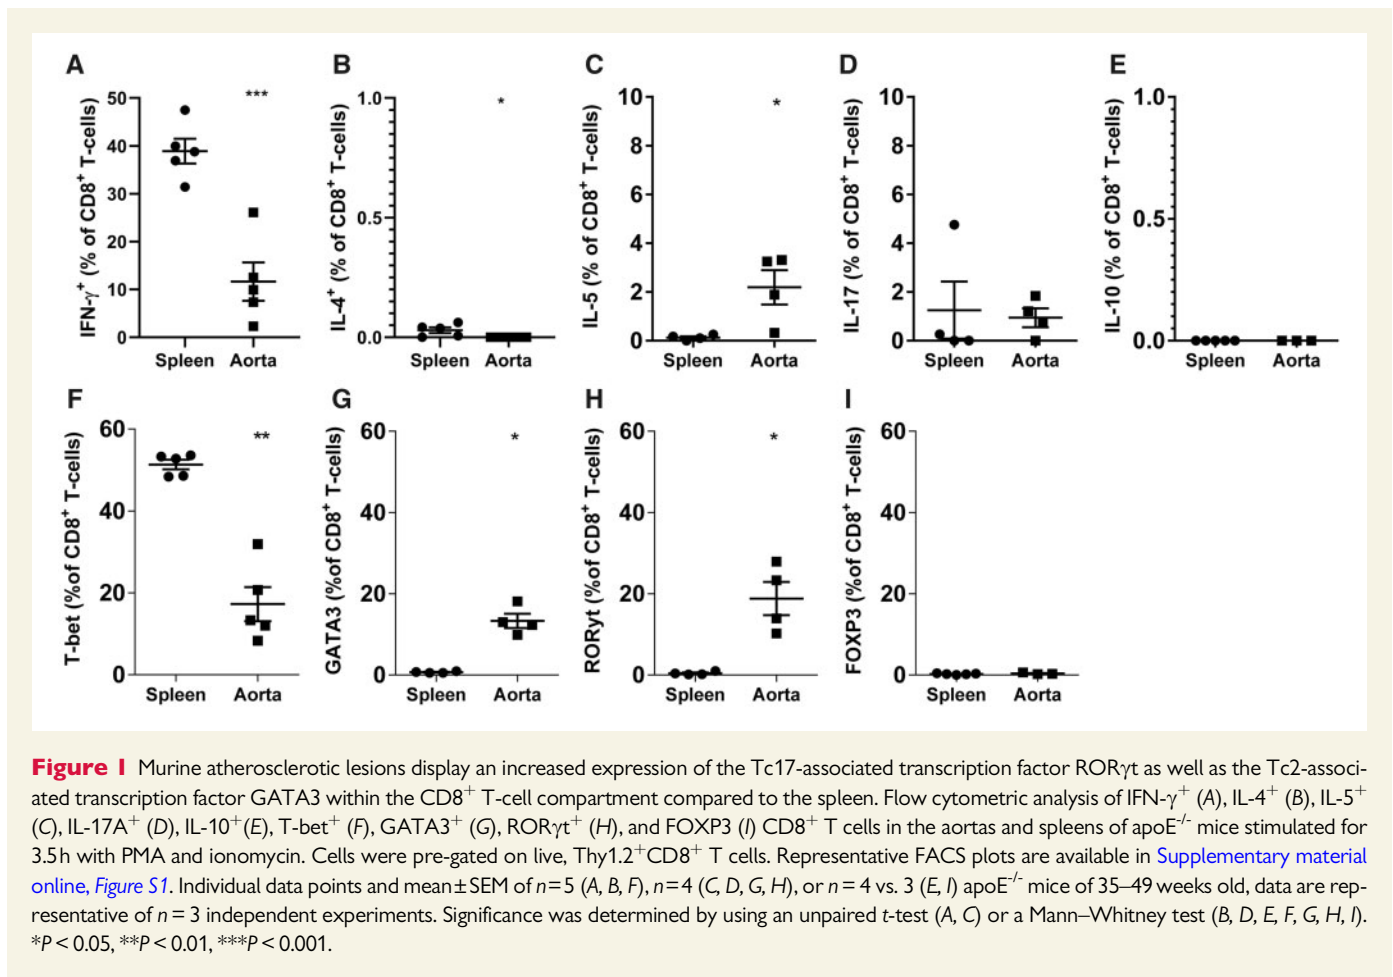 A B C D E
IFN-γ⁺ (% of CD8⁺ T-cells)
50
40
30
20
10
0
***
Spleen Aorta
IL-4⁺ (% of CD8⁺ T-cells)
1.0
0.5
0.0
*
Spleen Aorta
IL-5 (% of CD8⁺ T-cells)
10
8
6
4
2
0
*
Spleen Aorta
IL-17 (% of CD8⁺ T-cells)
10
8
6
4
2
0
Spleen Aorta
IL-10 (% of CD8⁺ T-cells)
1.0
0.5
0.0
Spleen Aorta
F G H I
T-bet (%of CD8⁺ T-cells)
60
40
20
0
**
Spleen Aorta
GATA3 (%of CD8⁺ T-cells)
60
40
20
0
*
Spleen Aorta
RORyt (%of CD8⁺ T-cells)
60
40
20
0
*
Spleen Aorta
FOXP3 (%of CD8⁺ T-cells)
60
40
20
0
Spleen Aorta
Figure 1 Murine atherosclerotic lesions display an increased expression of the Tc17-associated transcription factor RORγt as well as the Tc2-associ-
ated transcription factor GATA3 within the CD8⁺ T-cell compartment compared to the spleen. Flow cytometric analysis of IFN-γ⁺ (A), IL-4⁺ (B), IL-5⁺
(C), IL-17A⁺ (D), IL-10⁺(E), T-bet⁺ (F), GATA3⁺ (G), RORγt⁺ (H), and FOXP3 (I) CD8⁺ T cells in the aortas and spleens of apoE⁻/⁻ mice stimulated for
3.5h with PMA and ionomycin. Cells were pre-gated on live, Thy1.2⁺CD8⁺ T cells. Representative FACS plots are available in Supplementary material
online, Figure S1. Individual data points and mean±SEM of n=5 (A, B, F), n=4 (C, D, G, H), or n=4 vs. 3 (E, I) apoE⁻/⁻ mice of 35–49 weeks old, data are rep-
resentative of n=3 independent experiments. Significance was determined by using an unpaired t-test (A, C) or a Mann–Whitney test (B, D, E, F, G, H, I).
*P<0.05, **P<0.01, ***P<0.001.